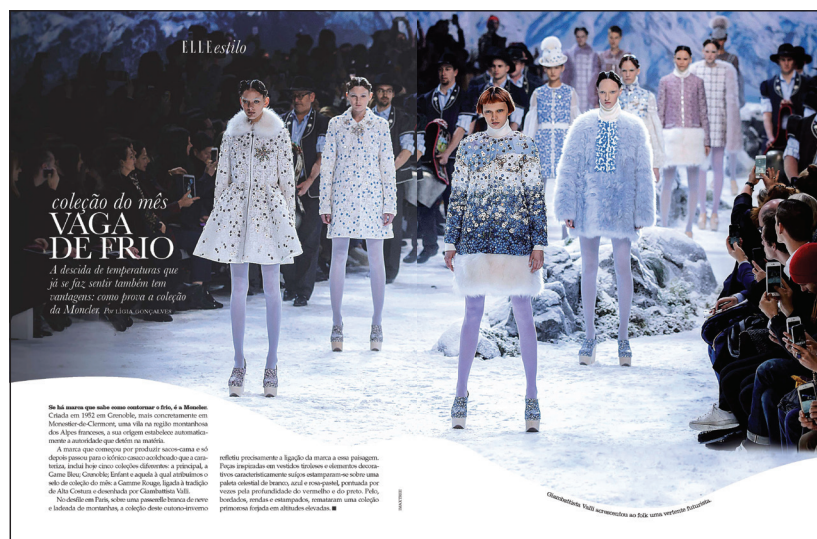 ELLEestilo
coleção do mês
VAGA
DE FRIO
A descida de temperaturas que
já se faz sentir também tem
vantagens: como prova a coleção
da Moncler. Por LÍGIA GONÇALVES
Se há marca que sabe como contornar o frio, é a Moncler.
Criada em 1952 em Grenoble, mais concretamente em
Monestier-de-Clermont, uma vila na região montanhosa
dos Alpes franceses, a sua origem estabelece automatica-
mente a autoridade que detém na matéria.
A marca que começou por produzir sacos-cama e só
depois passou para o icónico casaco acolchoado que a cara-
teriza, inclui hoje cinco coleções diferentes: a principal, a
Game Bleu; Grenoble; Enfant e aquela à qual atribuímos o
selo de coleção do mês: a Gamme Rouge, ligada à tradição
de Alta Costura e desenhada por Giambattista Valli.
No desfile em Paris, sobre uma passerelle branca de neve
e ladeada de montanhas, a coleção deste outono-inverno
refletiu precisamente a ligação da marca a essa paisagem.
Peças inspiradas em vestidos tiroleses e elementos decora-
tivos caracteristicamente suíços estamparam-se sobre uma
paleta celestial de branco, azul e rosa-pastel, pontuada por
vezes pela profundidade do vermelho e do preto. Pelo,
bordados, rendas e estampados, remataram uma coleção
primorosa forjada em altitudes elevadas.
Giambattista Valli acrescentou ao folk uma vertente futurista.